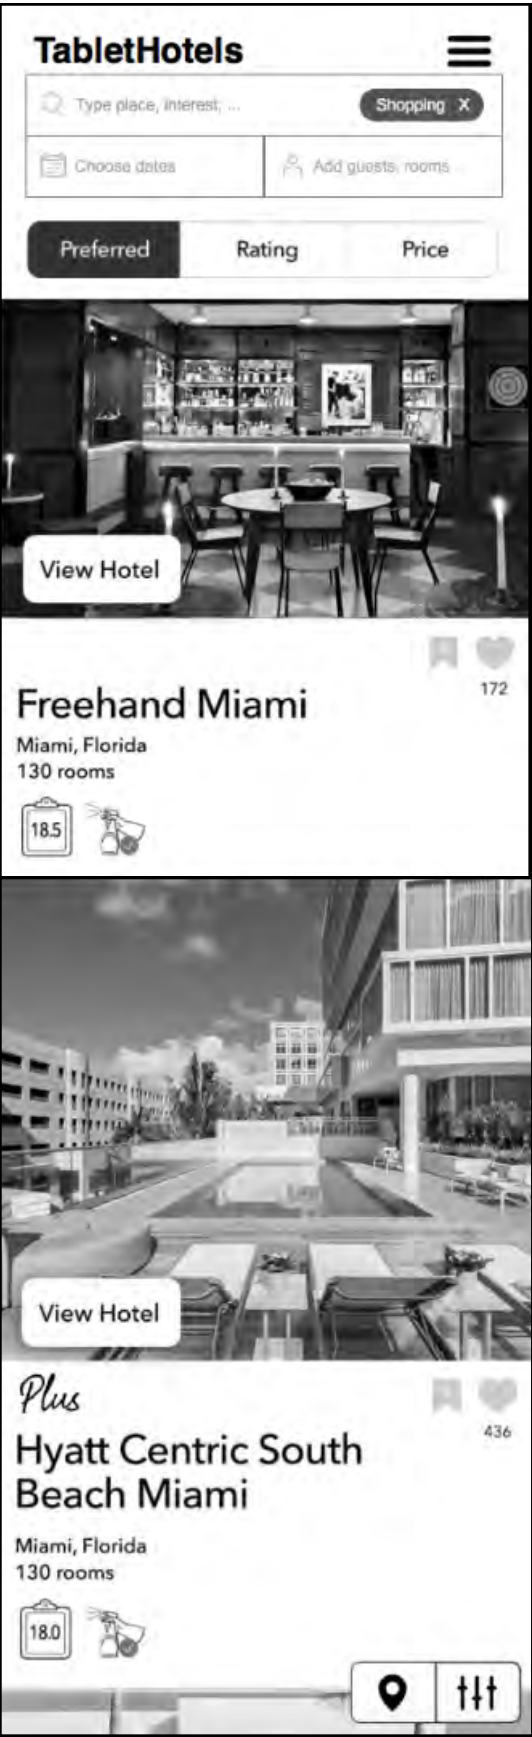 TabletHotels
Type place, interest, ...
Shopping X
Choose dates
Add guests, rooms
Preferred
Rating
Price
View Hotel
172
Freehand Miami
Miami, Florida
130 rooms
18.5
View Hotel
Plus
436
Hyatt Centric South
Beach Miami
Miami, Florida
130 rooms
18.0